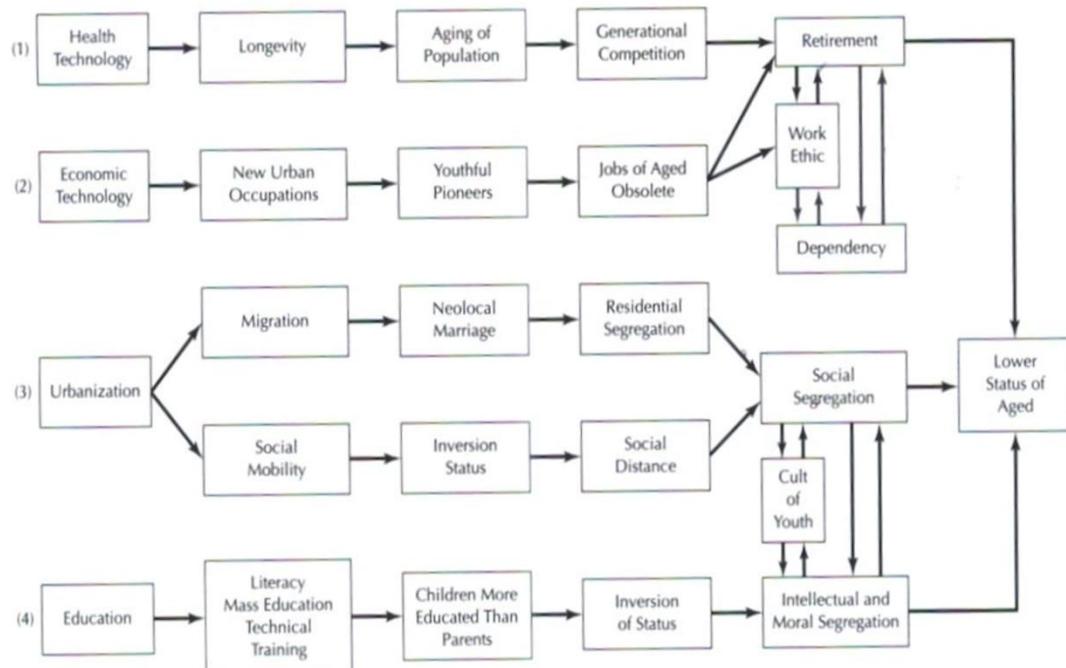 (1)
Health
Technology
Longevity
Aging of
Population
Generational
Competition
Retirement
Work
Ethic
(2)
Economic
Technology
New Urban
Occupations
Youthful
Pioneers
Jobs of Aged
Obsolete
Dependency
Migration
Neolocal
Marriage
Residential
Segregation
(3)
Urbanization
Social
Segregation
Lower
Status of
Aged
Social
Mobility
Inversion
Status
Social
Distance
Cult
of
Youth
(4)
Education
Literacy
Mass Education
Technical
Training
Children More
Educated Than
Parents
Inversion
of Status
Intellectual and
Moral Segregation